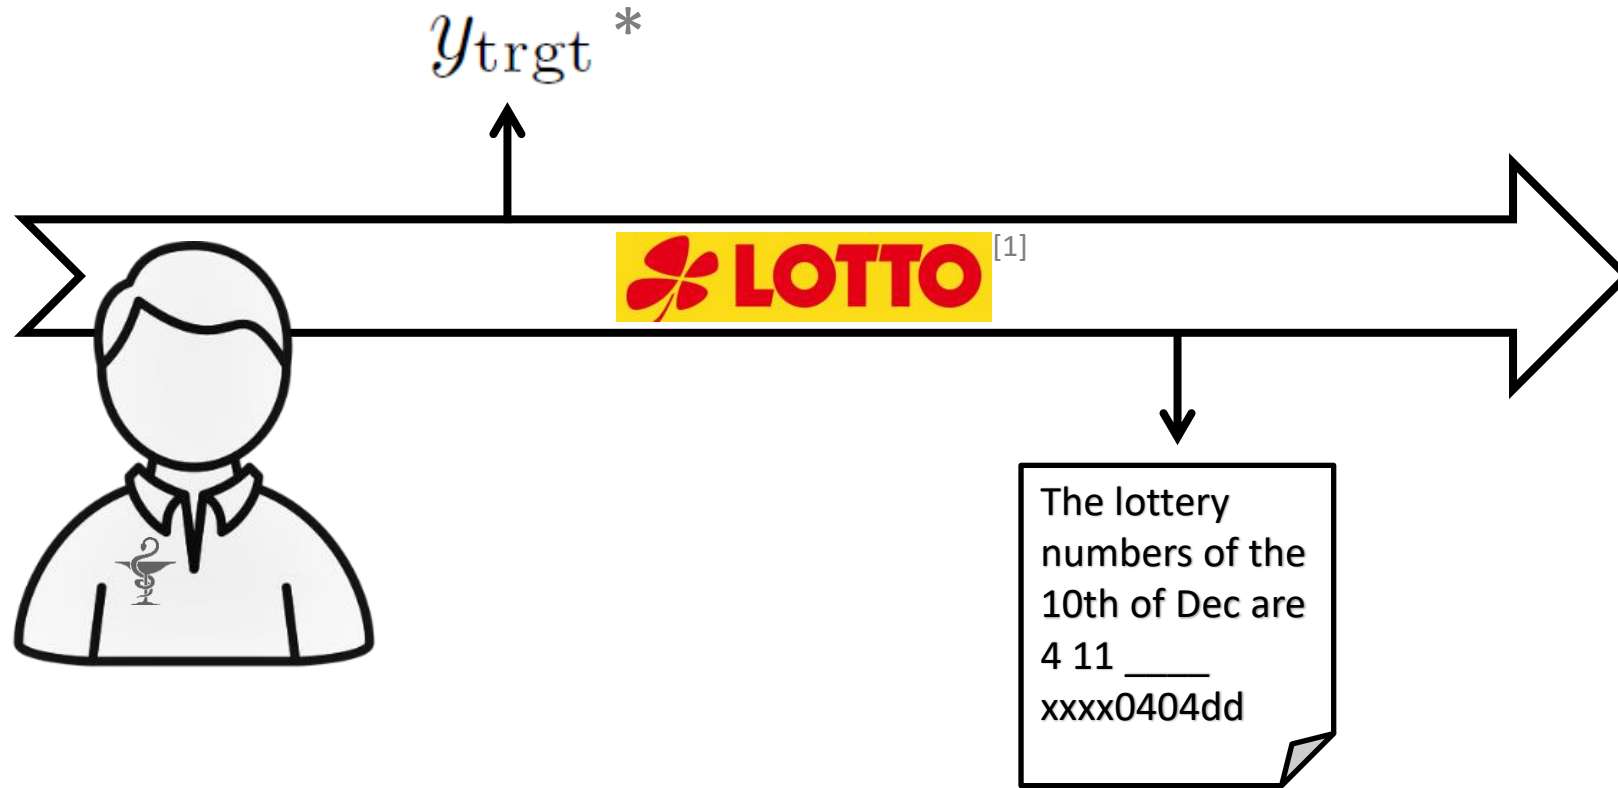 y_trgt *
LOTTO [1]
The lottery
numbers of the
10th of Dec are
4 11 ____
xxxx0404dd